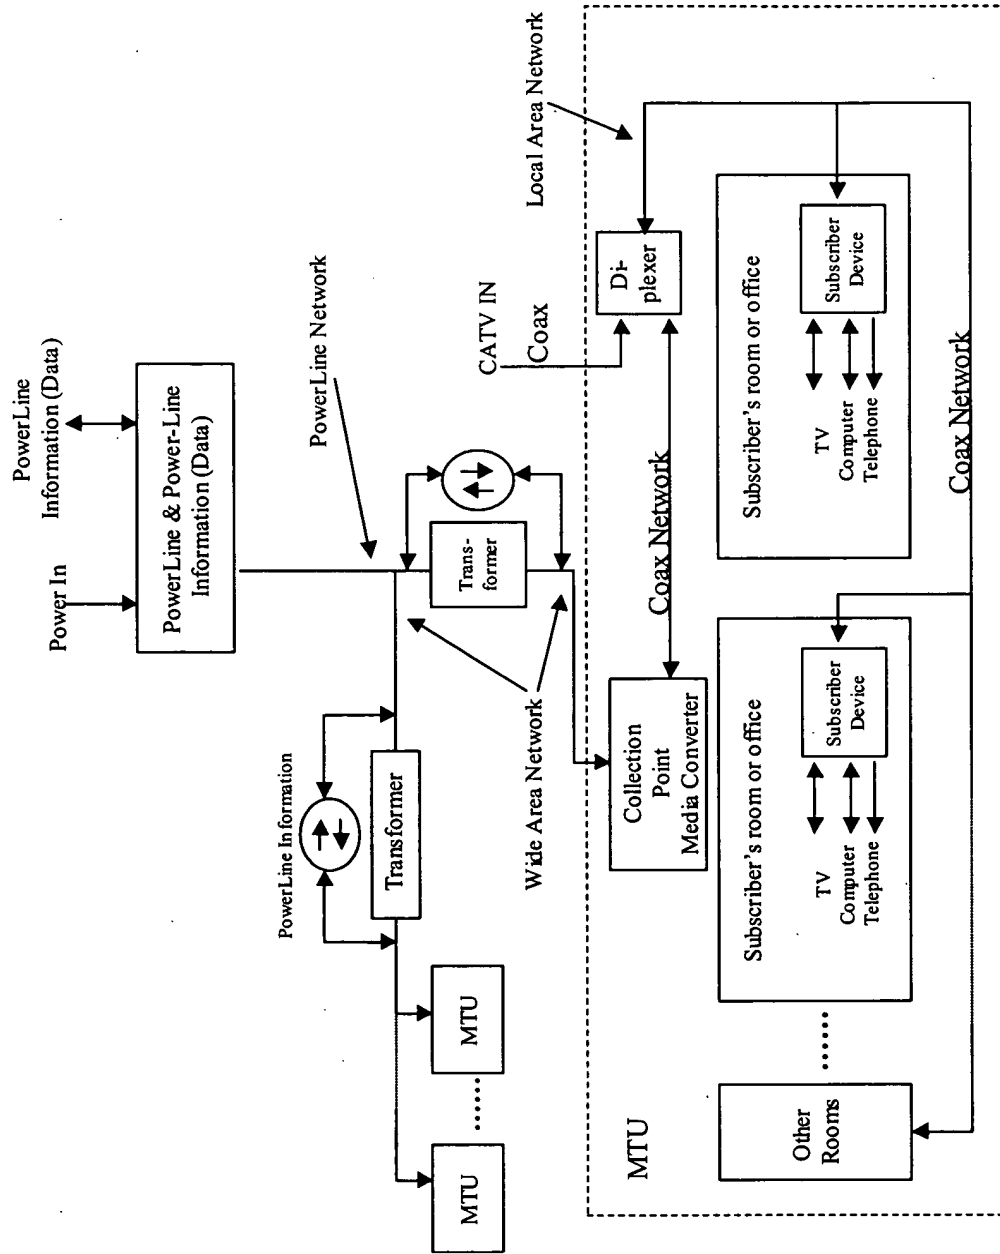 Power In
PowerLine
Information (Data)
PowerLine & Power-Line
Information (Data)
PowerLine Network
PowerLine Information
Transformer
Trans-
former
Wide Area Network
MTU
......
MTU
CATV IN
Coax
Local Area Network
Di-
plexer
Coax Network
Collection
Point
Media Converter
MTU
Other
Rooms
......
Subscriber's room or office
Subscriber
Device
TV
Computer
Telephone
Subscriber's room or office
Subscriber
Device
TV
Computer
Telephone
Coax Network